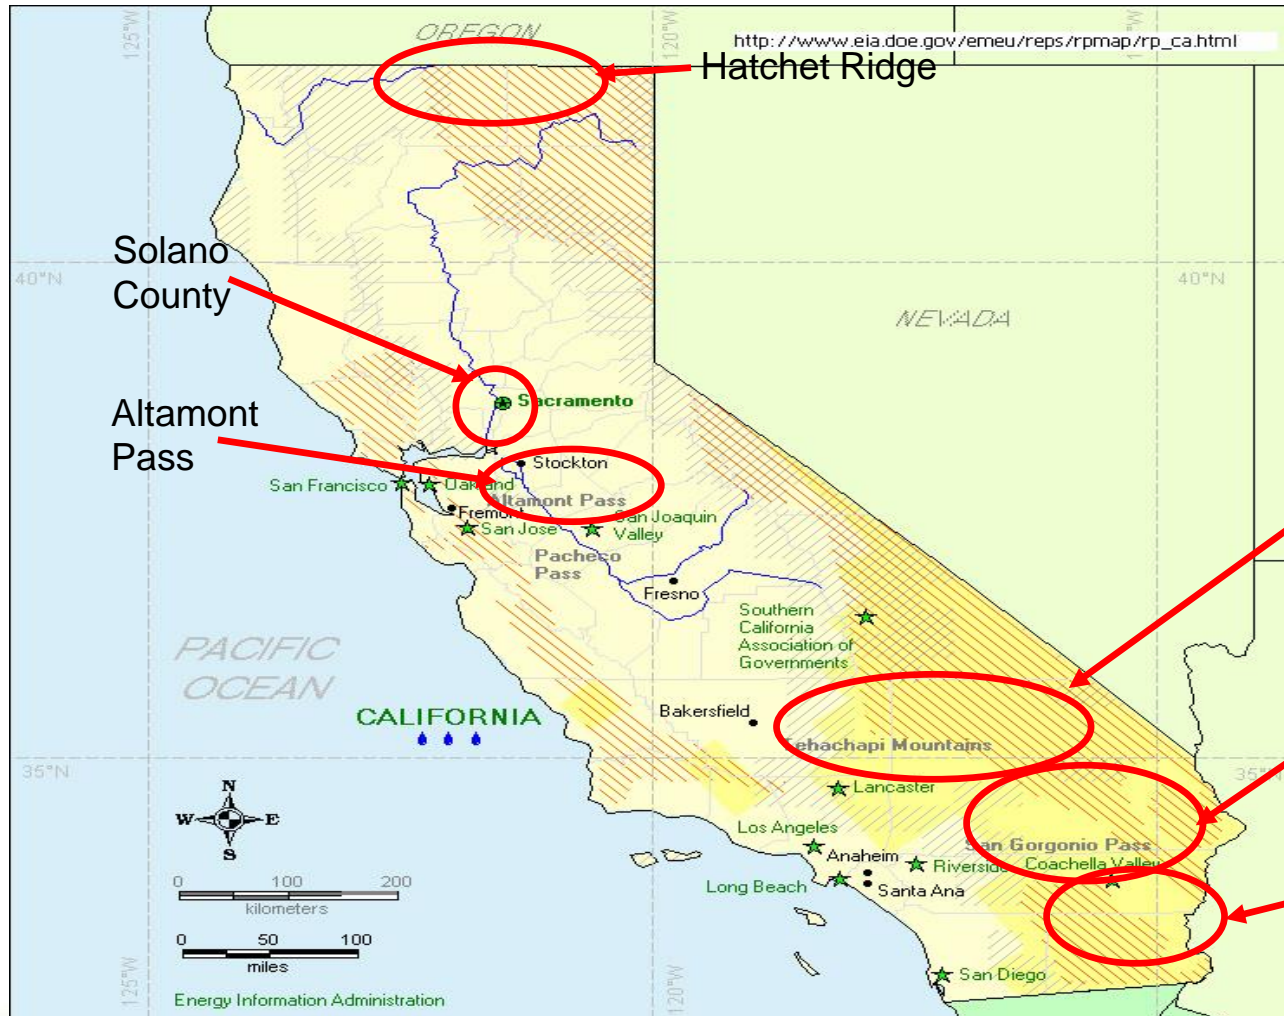 125°W
OREGON
120°W
http://www.eia.doe.gov/emeu/reps/rpmap/rp_ca.html
Hatchet Ridge
Solano
County
40°N
40°N
NEVADA
Altamont
Pass
Sacramento
Stockton
San Francisco
Oakland
Altamont Pass
Fremont
San Jose
San Joaquin
Valley
Pacheco
Pass
Fresno
Southern
California
Association of
Governments
PACIFIC
OCEAN
CALIFORNIA
Bakersfield
Tehachapi Mountains
35°N
35°N
N
W
E
S
Lancaster
Los Angeles
Anaheim
San Gorgonio Pass
Coachella Valley
Riverside
Long Beach
Santa Ana
0 100 200
kilometers
0 50 100
miles
San Diego
125°W
120°W
Energy Information Administration